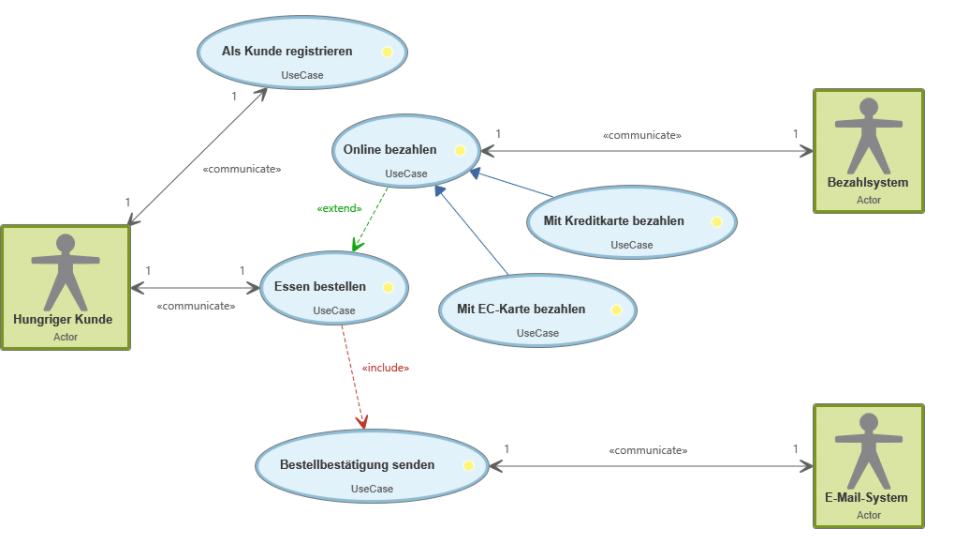 Als Kunde registrieren
UseCase
1
«communicate»
1
Online bezahlen
UseCase
1
«communicate»
1
Bezahlsystem
Actor
«extend»
Mit Kreditkarte bezahlen
UseCase
Hungriger Kunde
Actor
1
«communicate»
1
Essen bestellen
UseCase
Mit EC-Karte bezahlen
UseCase
«include»
Bestellbestätigung senden
UseCase
1
«communicate»
1
E-Mail-System
Actor